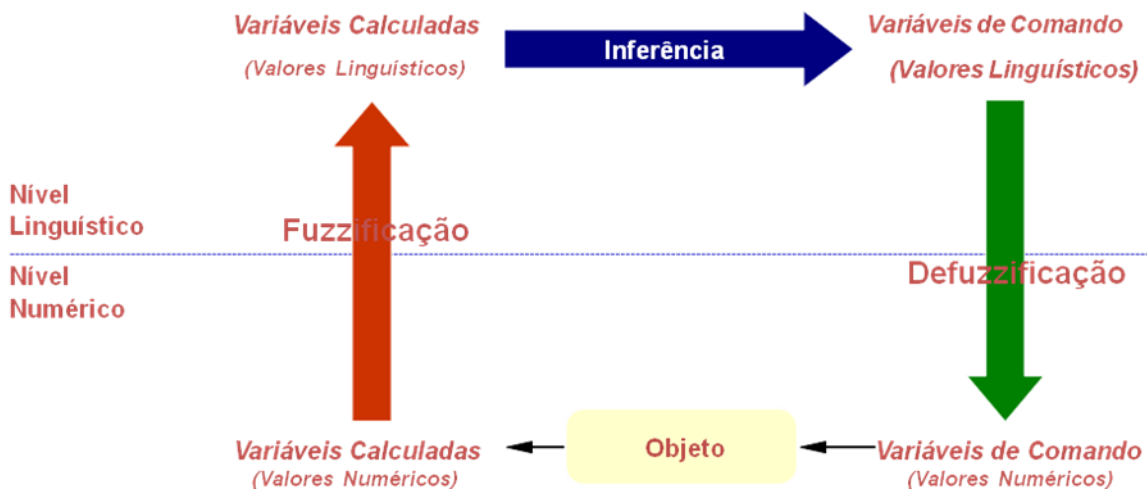 Variáveis Calculadas
(Valores Linguísticos)
Inferência
Variáveis de Comando
(Valores Linguísticos)
Nível
Linguístico
Fuzzificação
Nível
Numérico
Defuzzificação
Variáveis Calculadas
(Valores Numéricos)
Objeto
Variáveis de Comando
(Valores Numéricos)